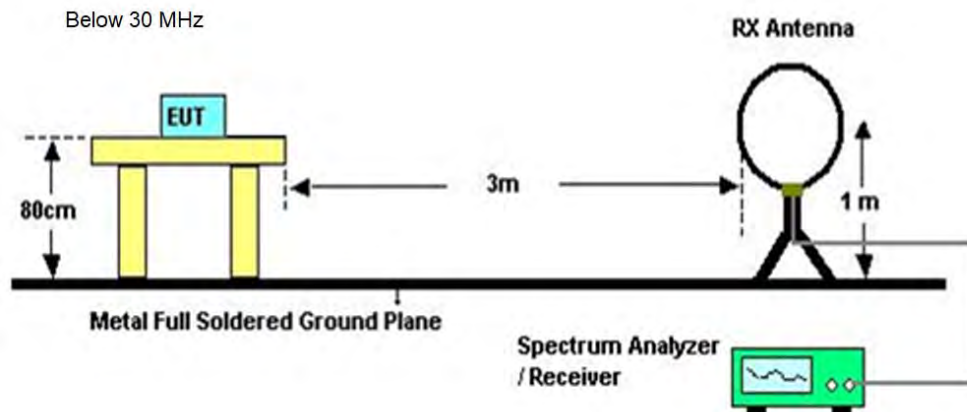 Below 30 MHz
RX Antenna
EUT
80cm
3m
1 m
Metal Full Soldered Ground Plane
Spectrum Analyzer
/ Receiver